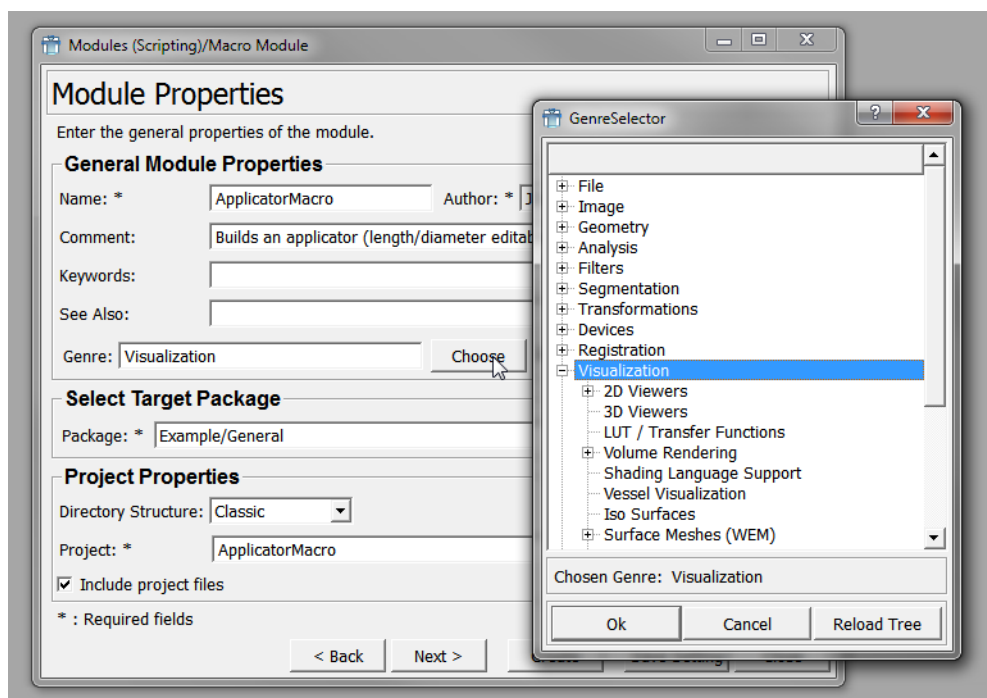 Modules (Scripting)/Macro Module
Module Properties
Enter the general properties of the module.
General Module Properties
Name: * ApplicatorMacro Author: *
Comment: Builds an applicator (length/diameter
Keywords:
See Also:
Genre: Visualization Choose
Select Target Package
Package: * Example/General
Project Properties
Directory Structure: Classic
Project: * ApplicatorMacro
Include project files
* : Required fields
< Back Next >
GenreSelector
File
Image
Geometry
Analysis
Filters
Segmentation
Transformations
Devices
Registration
Visualization
2D Viewers
3D Viewers
LUT / Transfer Functions
Volume Rendering
Shading Language Support
Vessel Visualization
Iso Surfaces
Surface Meshes (WEM)
Chosen Genre: Visualization
Ok Cancel Reload Tree